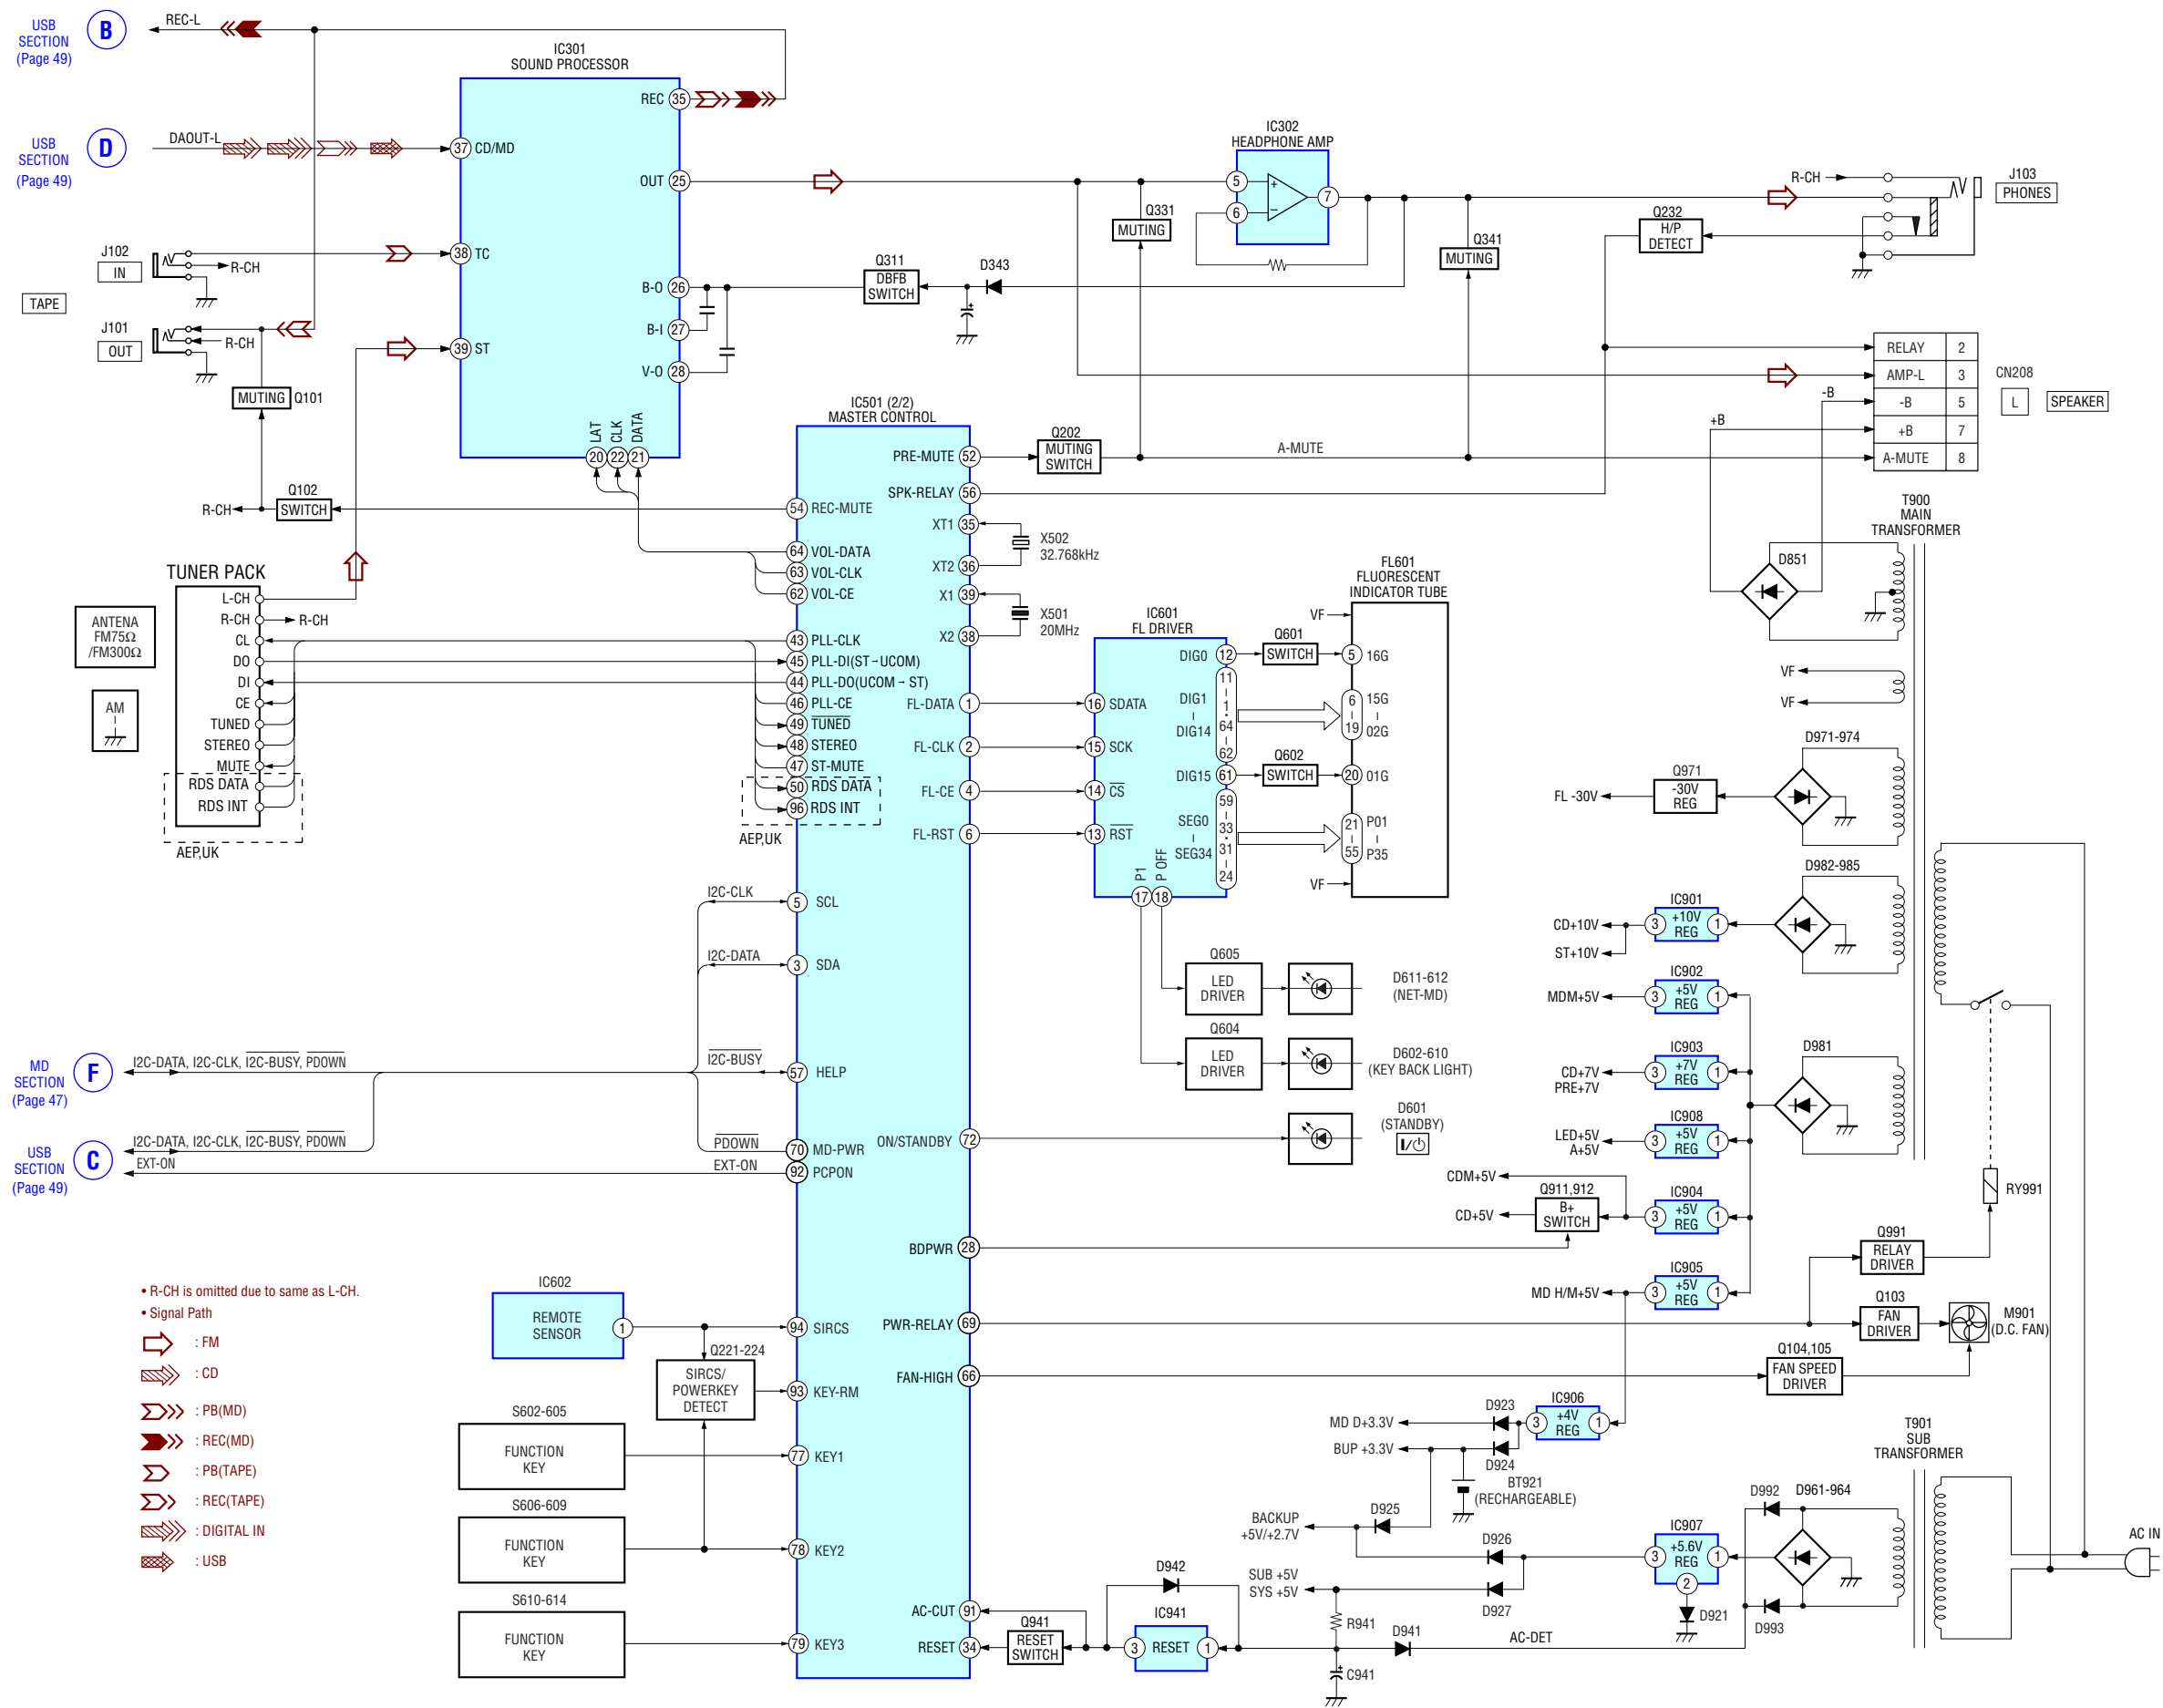 USB
SECTION
(Page 49)
B
REC-L
USB
SECTION
(Page 49)
D
DAOUT-L
IC301
SOUND PROCESSOR
REC 35
37 CD/MD
OUT 25
38 TC
B-O 26
B-I 27
39 ST
V-O 28
LAT
CLK
DATA
20 22 21
J102
IN
R-CH
TAPE
J101
OUT
R-CH
MUTING Q101
Q102
SWITCH
R-CH
IC302
HEADPHONE AMP
5
+
6
−
7
Q331
MUTING
Q341
MUTING
Q311
DBFB
SWITCH
D343
+
Q232
H/P
DETECT
R-CH
J103
PHONES
RELAY 2
AMP-L 3
-B 5
+B 7
A-MUTE 8
CN208
L
SPEAKER
-B
+B
IC501 (2/2)
MASTER CONTROL
PRE-MUTE 52
SPK-RELAY 56
54 REC-MUTE
XT1 35
64 VOL-DATA
63 VOL-CLK
XT2 36
62 VOL-CE
X1 39
X2 38
43 PLL-CLK
45 PLL-DI(ST→UCOM)
44 PLL-DO(UCOM → ST)
46 PLL-CE
FL-DATA 1
49 TUNED
48 STEREO
FL-CLK 2
47 ST-MUTE
50 RDS DATA
FL-CE 4
96 RDS INT
FL-RST 6
AEP,UK
5 SCL
3 SDA
57 HELP
70 MD-PWR
ON/STANDBY 72
92 PCPON
BDPWR 28
94 SIRCS
PWR-RELAY 69
FAN-HIGH 66
93 KEY-RM
77 KEY1
78 KEY2
AC-CUT 91
79 KEY3
RESET 34
Q202
MUTING
SWITCH
A-MUTE
X502
32.768kHz
X501
20MHz
TUNER PACK
L-CH
R-CH
R-CH
CL
DO
DI
CE
TUNED
STEREO
MUTE
RDS DATA
RDS INT
AEP,UK
ANTENA
FM75Ω
/FM300Ω
AM
IC601
FL DRIVER
DIG0 12
DIG1
DIG14
11
1
64
62
16 SDATA
15 SCK
DIG15 61
14 CS
SEG0
SEG34
59
33
31
24
13 RST
P1
P OFF
17 18
Q601
SWITCH
Q602
SWITCH
FL601
FLUORESCENT
INDICATOR TUBE
VF
5 16G
6 15G
19 02G
20 01G
21 P01
55 P35
VF
Q605
LED
DRIVER
D611-612
(NET-MD)
Q604
LED
DRIVER
D602-610
(KEY BACK LIGHT)
D601
(STANDBY)
I/⏻
I2C-CLK
I2C-DATA
I2C-BUSY
PDOWN
EXT-ON
MD
SECTION
(Page 47)
F
I2C-DATA, I2C-CLK, I2C-BUSY, PDOWN
USB
SECTION
(Page 49)
C
I2C-DATA, I2C-CLK, I2C-BUSY, PDOWN
EXT-ON
T900
MAIN
TRANSFORMER
D851
VF
VF
D971-974
Q971
-30V
REG
FL -30V
D982-985
IC901
3 +10V REG 1
CD+10V
ST+10V
IC902
3 +5V REG 1
MDM+5V
IC903
3 +7V REG 1
CD+7V
PRE+7V
D981
IC908
3 +5V REG 1
LED+5V
A+5V
CDM+5V
CD+5V
Q911,912
B+
SWITCH
IC904
3 +5V REG 1
IC905
3 +5V REG 1
MD H/M+5V
RY991
Q991
RELAY
DRIVER
Q103
FAN
DRIVER
M901
(D.C. FAN)
Q104,105
FAN SPEED
DRIVER
IC906
3 +4V REG 1
D923
MD D+3.3V
BUP +3.3V
D924
BT921
(RECHARGEABLE)
D925
BACKUP
+5V/+2.7V
D926
SUB +5V
SYS +5V
D927
IC907
3 +5.6V REG 1
2
D921
T901
SUB
TRANSFORMER
D992
D961-964
D993
AC IN
R941
D941
AC-DET
C941
+
D942
IC941
3 RESET 1
Q941
RESET
SWITCH
IC602
REMOTE
SENSOR
1
Q221-224
SIRCS/
POWERKEY
DETECT
S602-605
FUNCTION
KEY
S606-609
FUNCTION
KEY
S610-614
FUNCTION
KEY
• R-CH is omitted due to same as L-CH.
• Signal Path
: FM
: CD
: PB(MD)
: REC(MD)
: PB(TAPE)
: REC(TAPE)
: DIGITAL IN
: USB